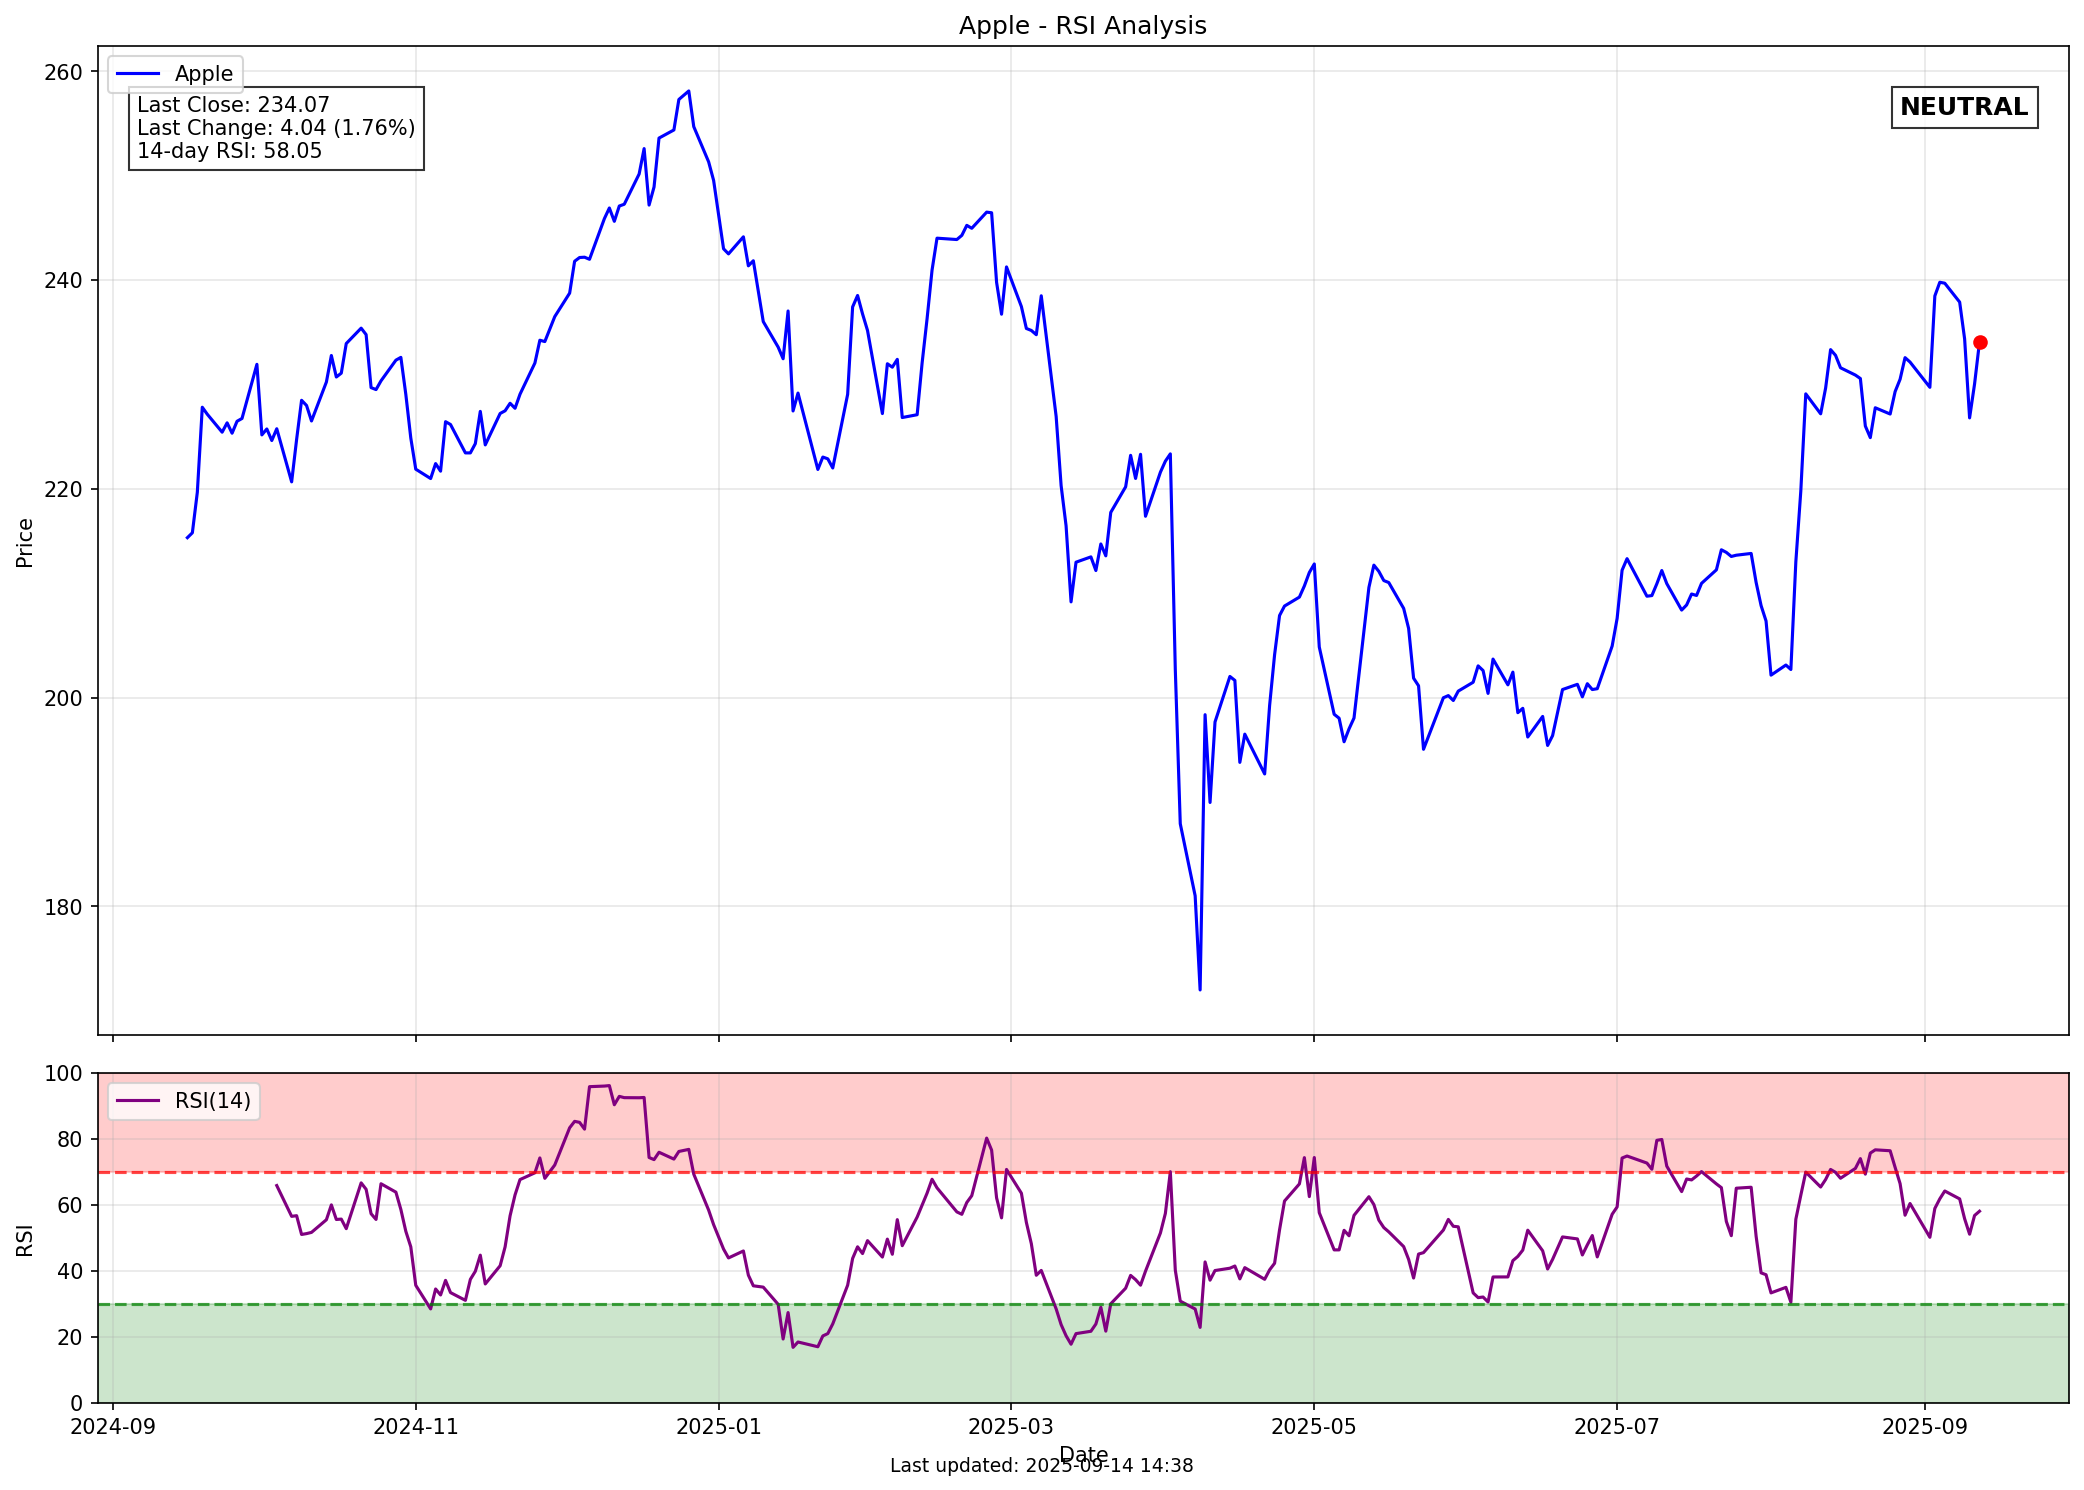 Apple - RSI Analysis
Apple
Last Close: 234.07
Last Change: 4.04 (1.76%)
14-day RSI: 58.05
NEUTRAL
260
240
220
200
180
Price
RSI(14)
100
80
60
40
20
0
RSI
2024-09 2024-11 2025-01 2025-03 2025-05 2025-07 2025-09
Date
Last updated: 2025-09-14 14:38